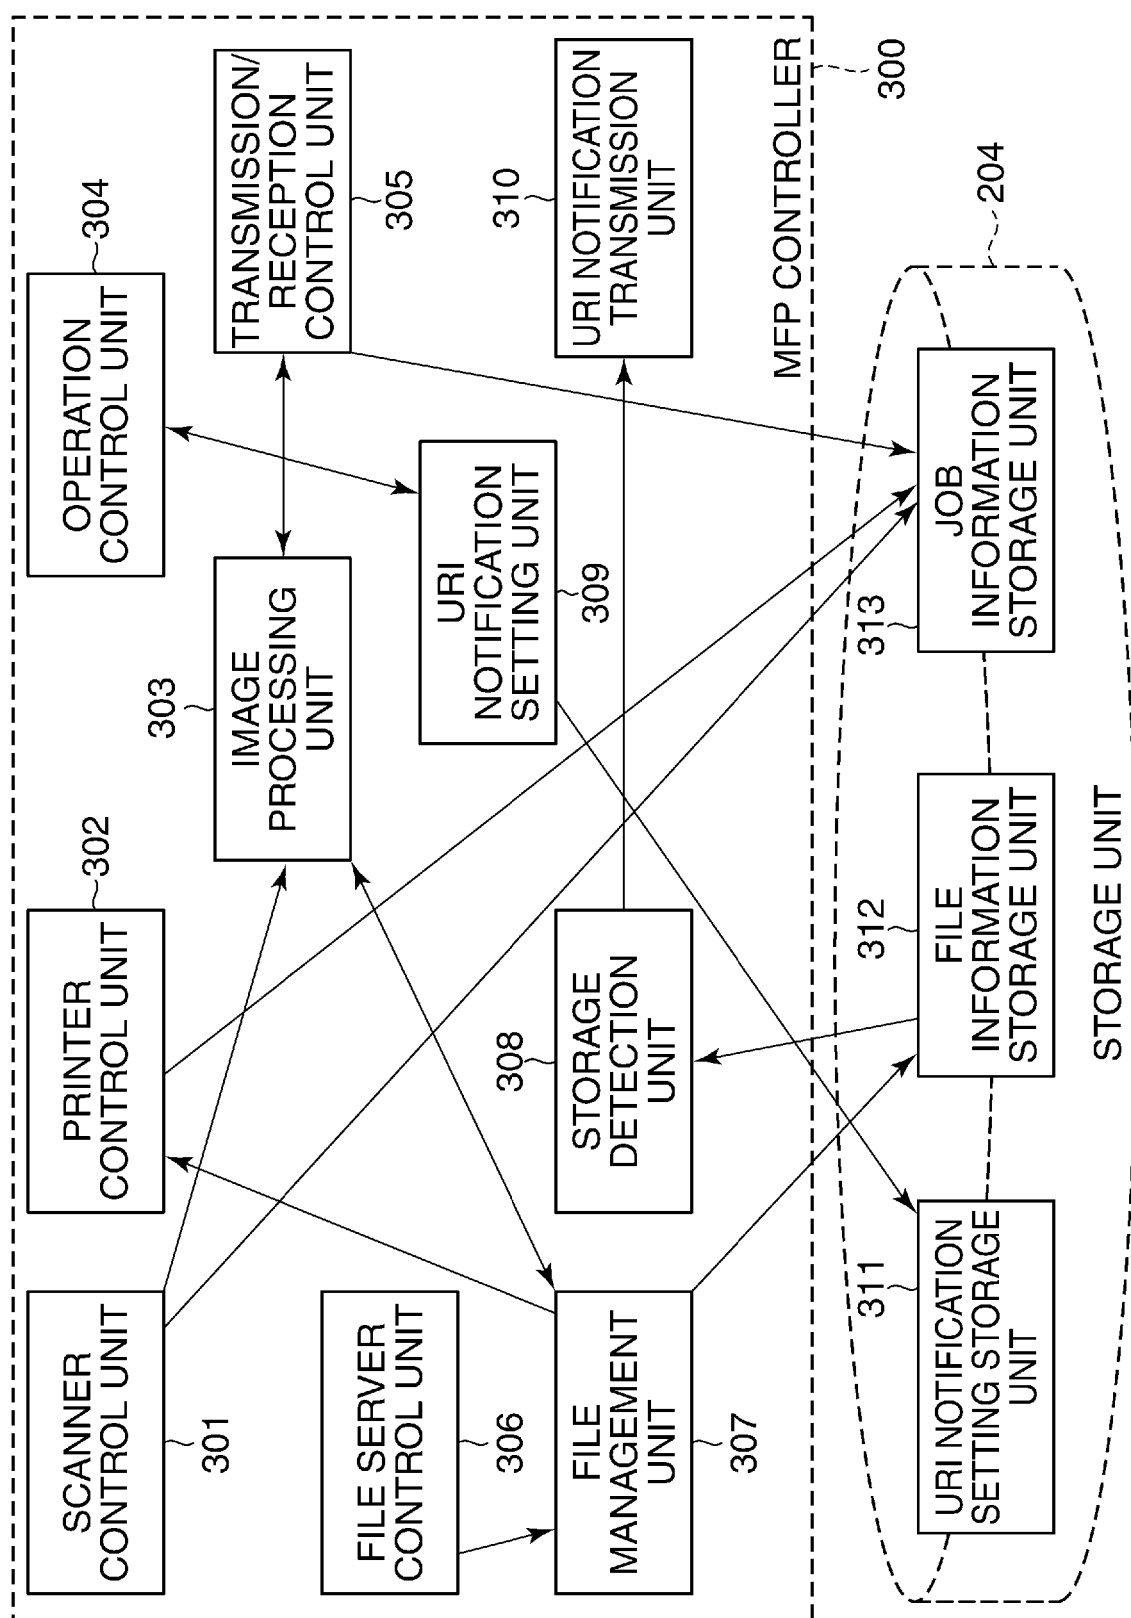 SCANNER
CONTROL UNIT
301
PRINTER
CONTROL UNIT
302
OPERATION
CONTROL UNIT
304
IMAGE
PROCESSING
UNIT
303
TRANSMISSION/
RECEPTION
CONTROL UNIT
305
FILE SERVER
CONTROL UNIT
306
URI
NOTIFICATION
SETTING UNIT
309
FILE
MANAGEMENT
UNIT
307
STORAGE
DETECTION
UNIT
308
URI NOTIFICATION
TRANSMISSION
UNIT
310
MFP CONTROLLER
300
URI NOTIFICATION
SETTING STORAGE
UNIT
311
FILE
INFORMATION
STORAGE UNIT
312
JOB
INFORMATION
STORAGE UNIT
313
204
STORAGE UNIT